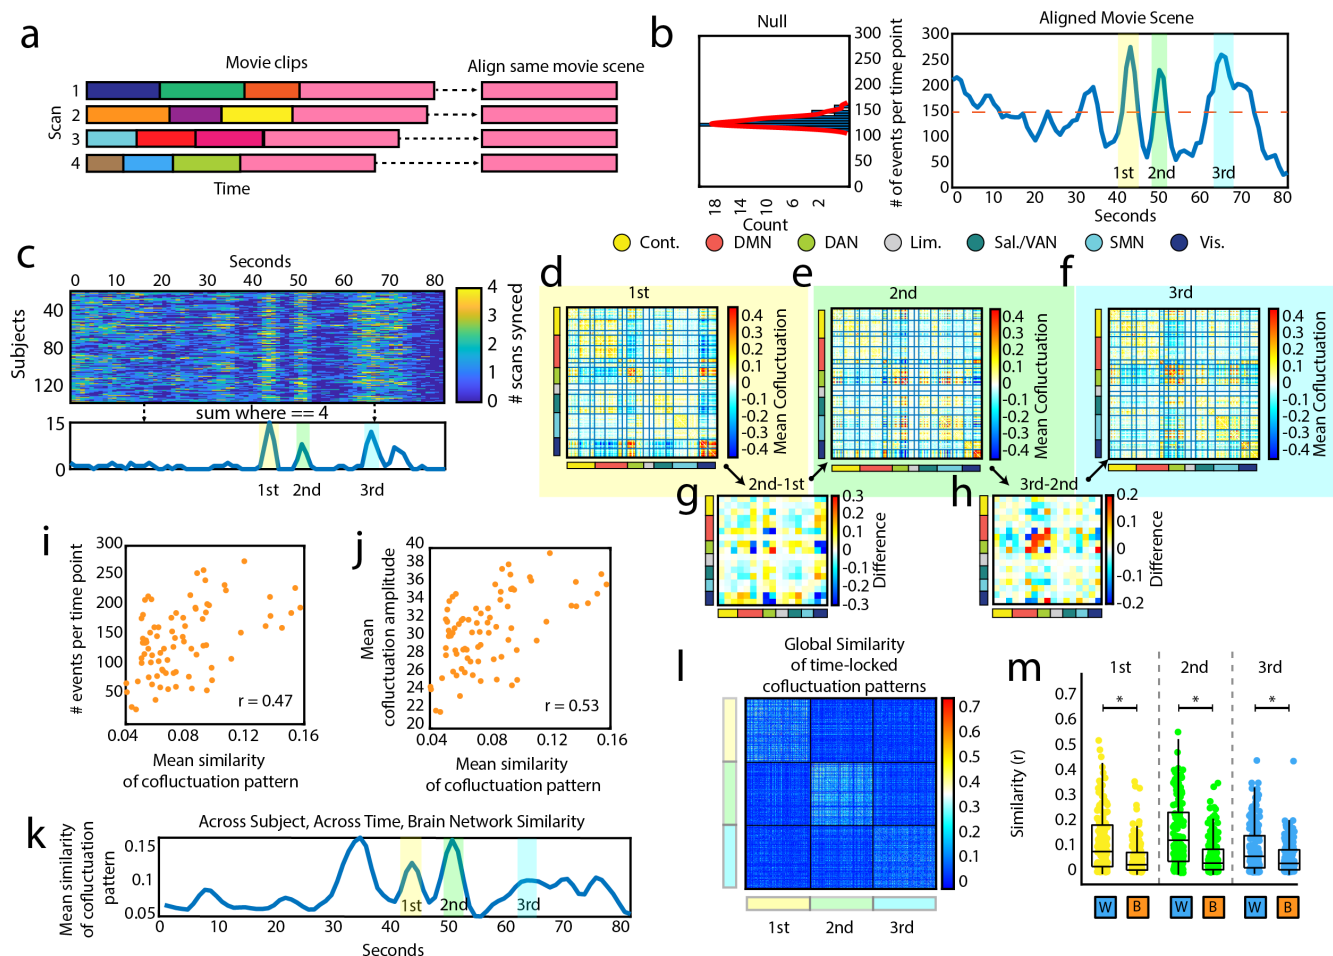 a
Movie clips
Align same movie scene
Scan
1
2
3
4
Time
b
Null
Count
18 14 10 6 2
300
250
200
150
100
50
0
# of events per time point
Aligned Movie Scene
300
250
200
150
100
50
0
1st 2nd 3rd
0 10 20 30 40 50 60 70 80
Seconds
Cont. DMN DAN Lim. Sal./VAN SMN Vis.
c
Seconds
0 10 20 30 40 50 60 70 80
Subjects
40
80
120
4
3
2
1
0
# scans synced
sum where == 4
15
0
1st 2nd 3rd
d
1st
0.4
0.3
0.2
0.1
0
-0.1
-0.2
-0.3
-0.4
Mean Cofluctuation
e
2nd
0.4
0.3
0.2
0.1
0
-0.1
-0.2
-0.3
-0.4
Mean Cofluctuation
f
3rd
0.4
0.3
0.2
0.1
0
-0.1
-0.2
-0.3
-0.4
Mean Cofluctuation
g
2nd-1st
0.3
0.2
0.1
0
-0.1
-0.2
-0.3
Difference
h
3rd-2nd
0.2
0.1
0
-0.1
-0.2
Difference
i
# events per time point
300
250
200
150
100
50
r = 0.47
0.04 0.08 0.12 0.16
Mean similarity
of cofluctuation pattern
j
Mean
cofluctuation amplitude
40
38
36
34
32
30
28
26
24
22
20
r = 0.53
0.04 0.08 0.12 0.16
Mean similarity
of cofluctuation pattern
k
Across Subject, Across Time, Brain Network Similarity
Mean similarity
of cofluctuation
pattern
0.15
0.1
0.05
1st 2nd 3rd
0 10 20 30 40 50 60 70 80
Seconds
l
Global Similarity
of time-locked
cofluctuation patterns
0.7
0.6
0.5
0.4
0.3
0.2
0.1
0
1st 2nd 3rd
m
1st 2nd 3rd
* * *
Similarity (r)
0.7
0.6
0.5
0.4
0.3
0.2
0.1
0
W B W B W B